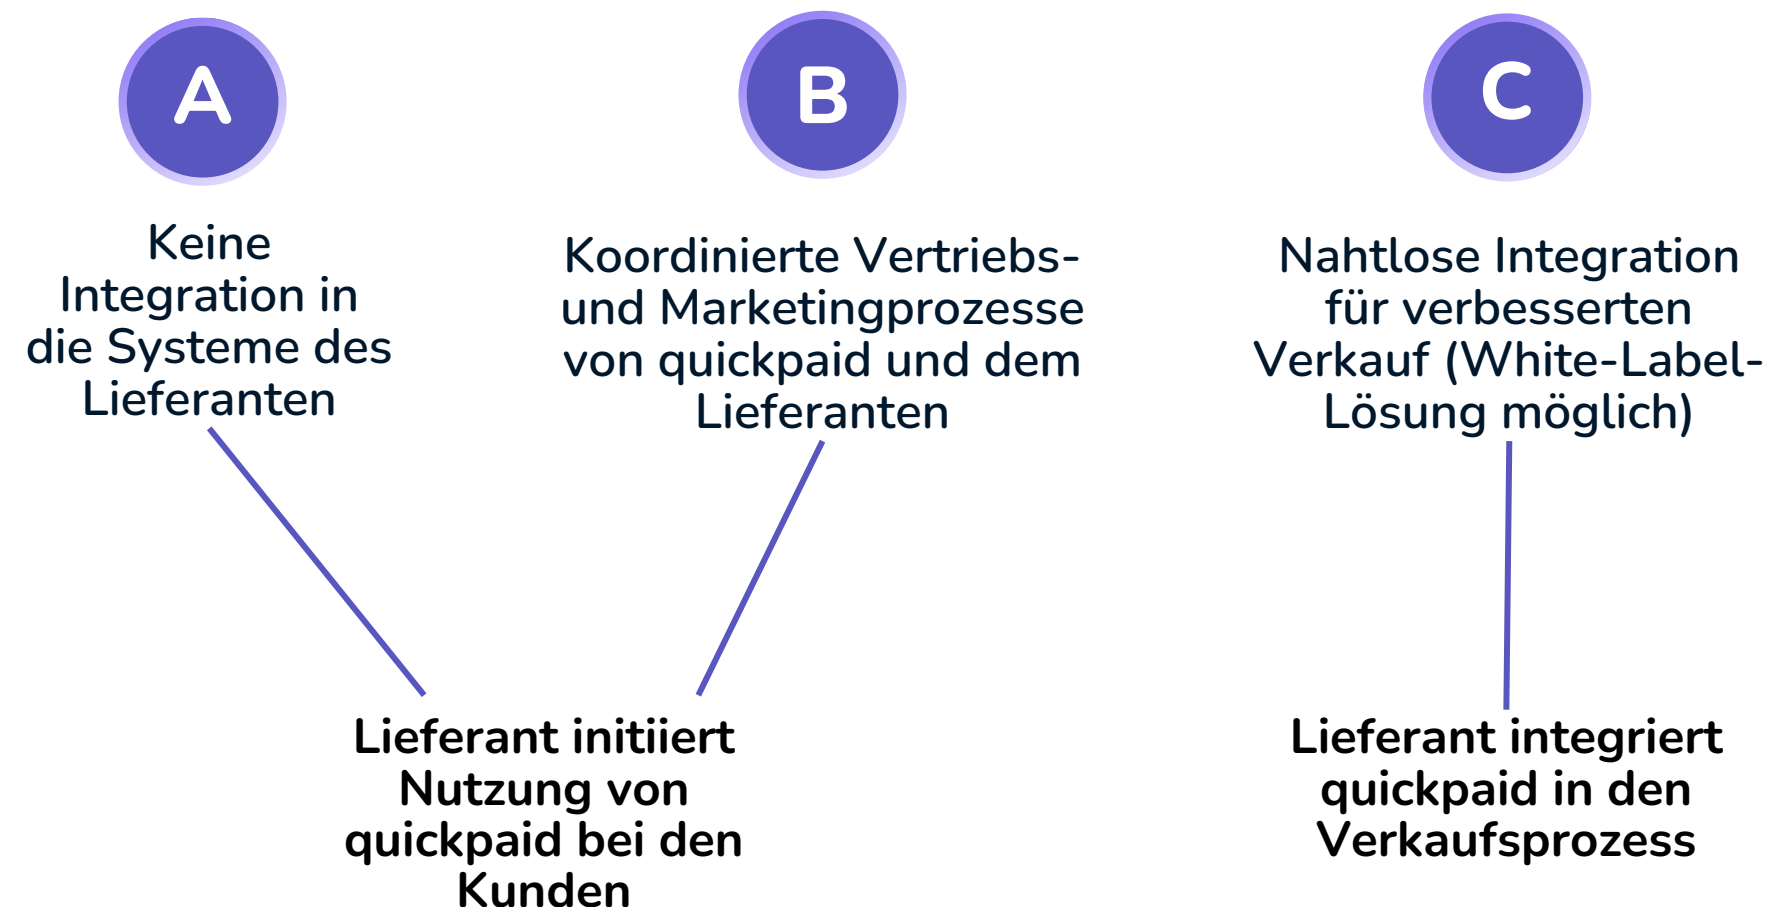 A
Keine
Integration in
die Systeme des
Lieferanten
B
Koordinierte Vertriebs-
und Marketingprozesse
von quickpaid und dem
Lieferanten
C
Nahtlose Integration
für verbesserten
Verkauf (White-Label-
Lösung möglich)
Lieferant initiiert
Nutzung von
quickpaid bei den
Kunden
Lieferant integriert
quickpaid in den
Verkaufsprozess